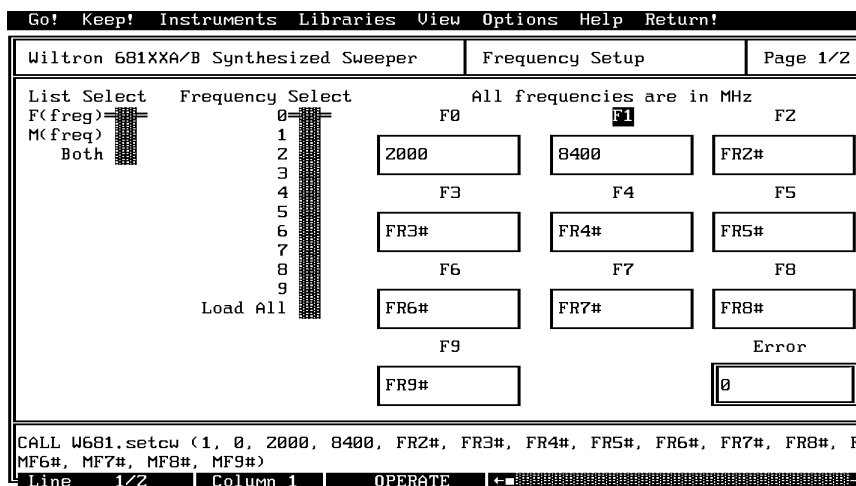 Go! Keep! Instruments Libraries View Options Help Return!
Wiltron 681XXA/B Synthesized Sweeper Frequency Setup Page 1/2
List Select Frequency Select All frequencies are in MHz
F(freg) 0 F0 F1 F2
M(freq) 1
Both 2 2000 8400 FR2#
3
4 F3 F4 F5
5
6 FR3# FR4# FR5#
7
8 F6 F7 F8
9
Load All FR6# FR7# FR8#
F9 Error
FR9# 0
CALL W681.setcw (1, 0, 2000, 8400, FR2#, FR3#, FR4#, FR5#, FR6#, FR7#, FR8#,
MF6#, MF7#, MF8#, MF9#)
Line 1/2 Column 1 OPERATE